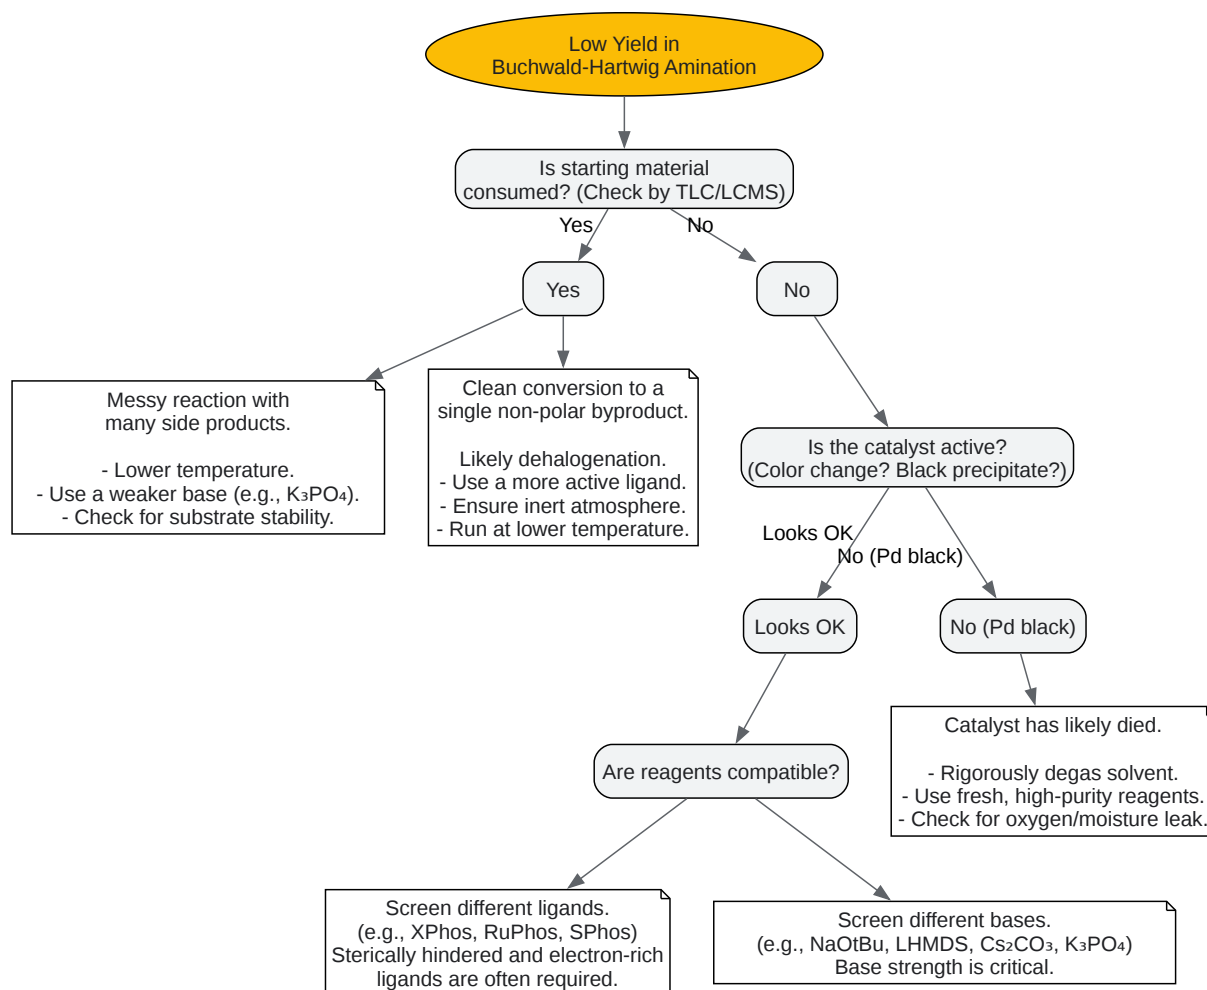 Low Yield in
Buchwald-Hartwig Amination
Is starting material
consumed? (Check by TLC/LCMS)
Yes
No
Yes
No
Messy reaction with
many side products.
- Lower temperature.
- Use a weaker base (e.g., K₃PO₄).
- Check for substrate stability.
Clean conversion to a
single non-polar byproduct.
Likely dehalogenation.
- Use a more active ligand.
- Ensure inert atmosphere.
- Run at lower temperature.
Is the catalyst active?
(Color change? Black precipitate?)
Looks OK
No (Pd black)
Looks OK
No (Pd black)
Are reagents compatible?
Catalyst has likely died.
- Rigorously degas solvent.
- Use fresh, high-purity reagents.
- Check for oxygen/moisture leak.
Screen different ligands.
(e.g., XPhos, RuPhos, SPhos)
Sterically hindered and electron-rich
ligands are often required.
Screen different bases.
(e.g., NaOtBu, LHMDS, Cs₂CO₃, K₃PO₄)
Base strength is critical.